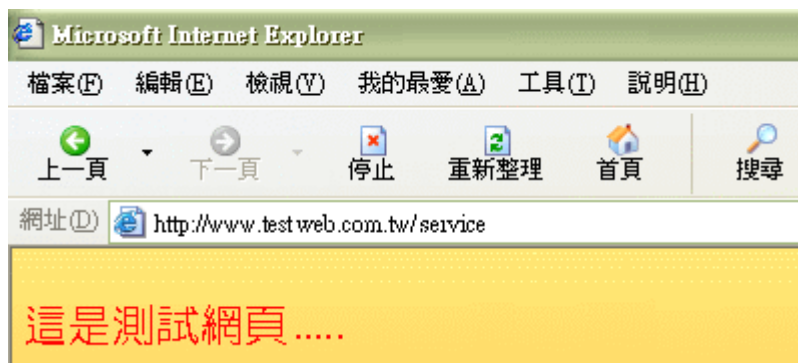 Microsoft Internet Explorer
檔案(F) 編輯(E) 檢視(V) 我的最愛(A) 工具(T) 說明(H)
上一頁 下一頁 停止 重新整理 首頁 搜尋
網址(D) http://www.testweb.com.tw/service
這是測試網頁.....